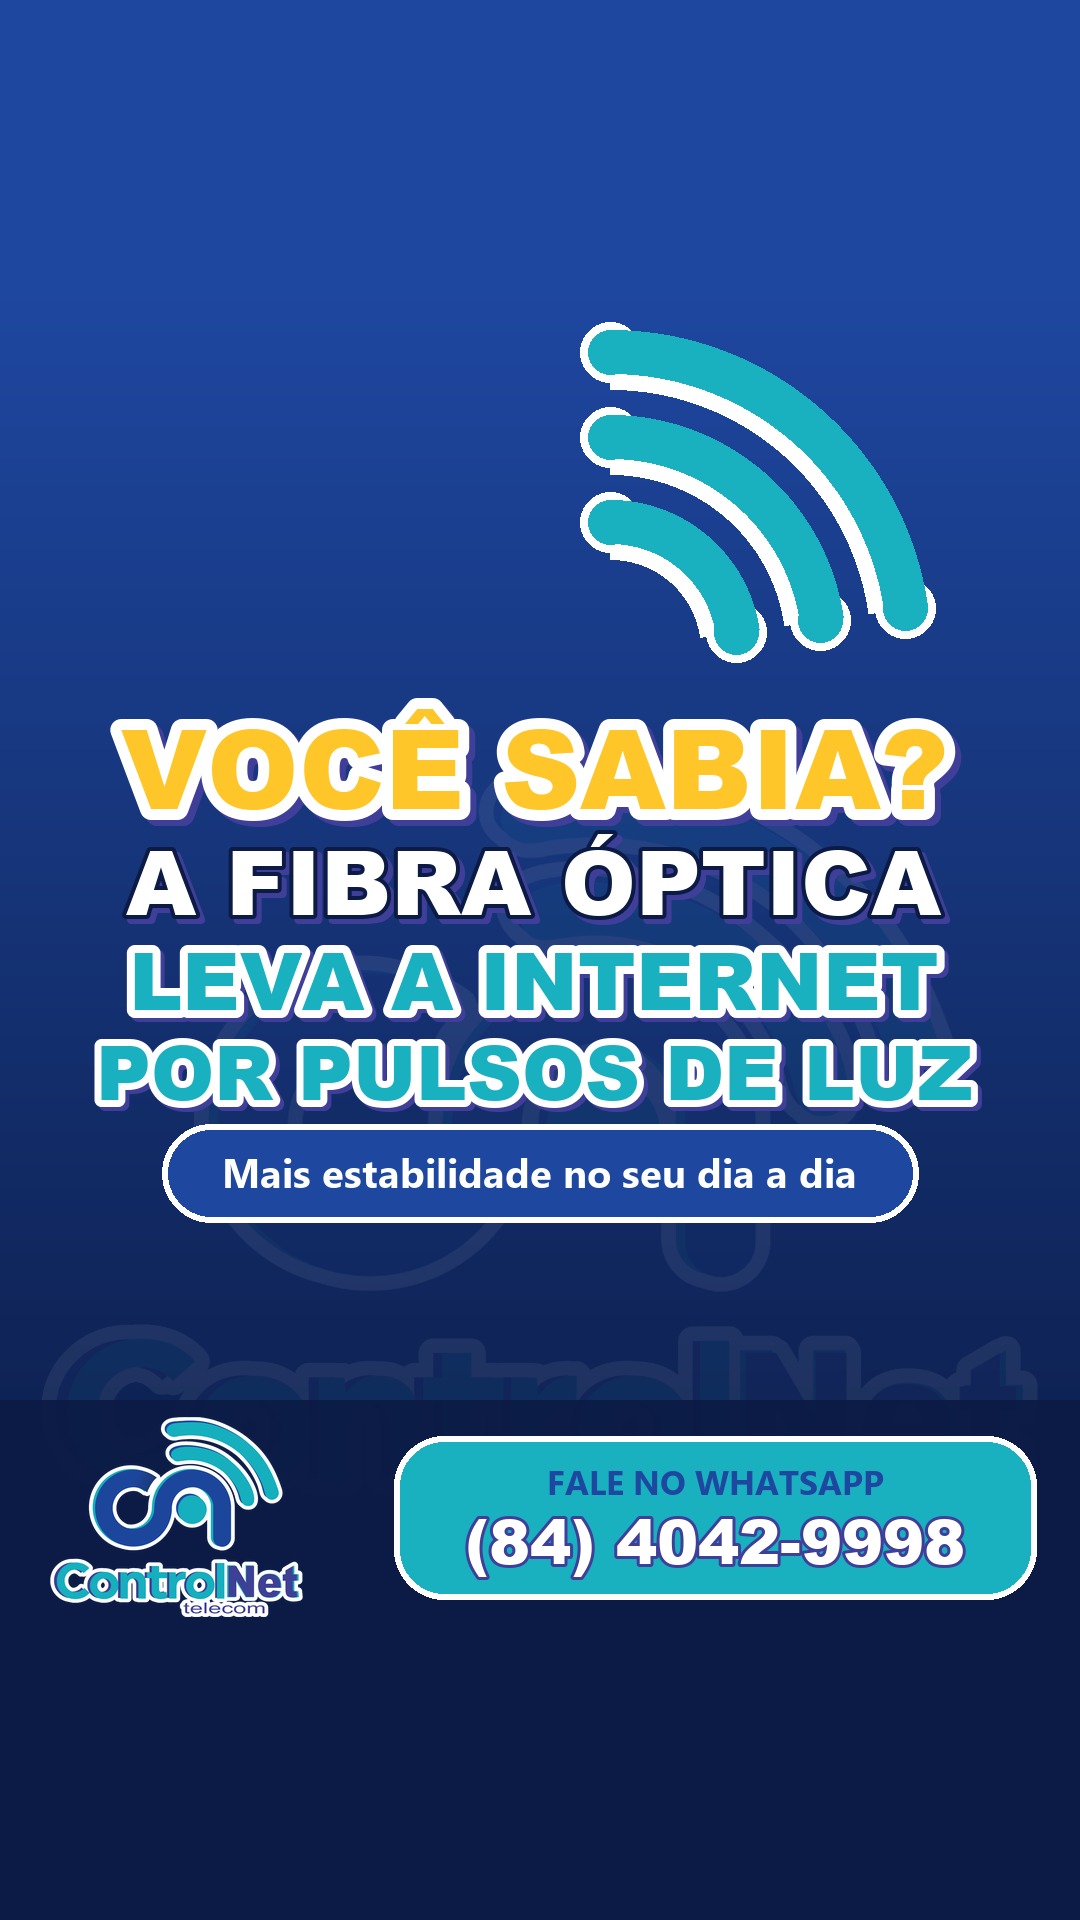 VOCÊ SABIA?
A FIBRA ÓPTICA
LEVA A INTERNET
POR PULSOS DE LUZ
Mais estabilidade no seu dia a dia
ControlNet
ControlNet
telecom
FALE NO WHATSAPP
(84) 4042-9998